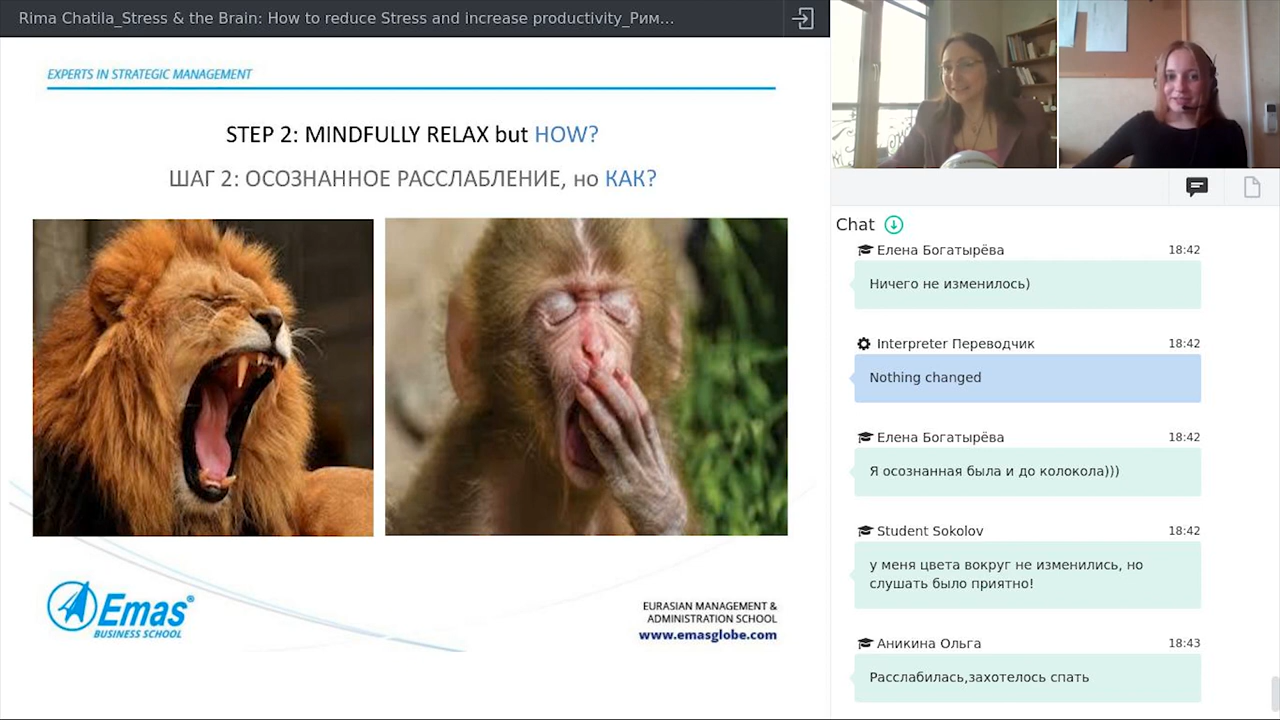 Rima Chatila_Stress & the Brain: How to reduce Stress and increase productivity_Рим...
EXPERTS IN STRATEGIC MANAGEMENT
STEP 2: MINDFULLY RELAX but HOW?
ШАГ 2: ОСОЗНАННОЕ РАССЛАБЛЕНИЕ, но КАК?
Emas®
BUSINESS SCHOOL
EURASIAN MANAGEMENT &
ADMINISTRATION SCHOOL
www.emasglobe.com
Chat
Елена Богатырёва 18:42
Ничего не изменилось)
Interpreter Переводчик 18:42
Nothing changed
Елена Богатырёва 18:42
Я осознанная была и до колокола)))
Student Sokolov 18:42
у меня цвета вокруг не изменились, но
слушать было приятно!
Аникина Ольга 18:43
Расслабилась,захотелось спать